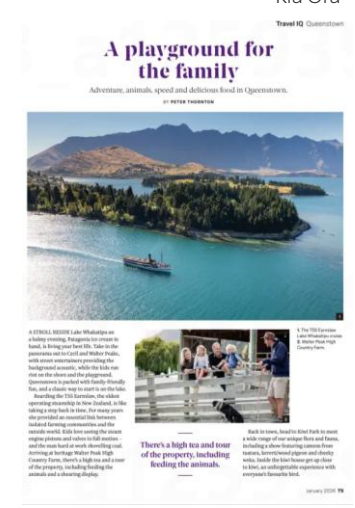 Kia Ora
Travel IQ Queenstown
A playground for
the family
Adventure, animals, speed and delicious food in Queenstown.
BY PETER THORNTON
A STROLL BESIDE Lake Whakatipu on
a balmy evening, Patagonia ice cream in
hand, is living your best life. Take in the
panorama out to Cecil and Walter Peaks,
with street entertainers providing the
background acoustic, while the kids run
riot on the shore and the playground.
Queenstown is packed with family-friendly
fun, and a classic way to start is on the lake.
Boarding the TSS Earnslaw, the oldest
operating steamship in New Zealand, is like
taking a step back in time. For many years
she provided an essential link between
isolated farming communities and the
outside world. Kids love seeing the steam
engine pistons and valves in full motion –
and the man hard at work shovelling coal.
Arriving at heritage Walter Peak High
Country Farm, there's a high tea and a tour
of the property, including feeding the
animals and a shearing display.
1. The TSS Earnslaw
Lake Whakatipu cruise
2. Walter Peak High
Country Farm.
There's a high tea and tour
of the property, including
feeding the animals.
Back in town, head to Kiwi Park to meet
a wide range of our unique flora and fauna,
including a show featuring
tuatara, kererū/wood pigeon and cheeky
weka. Inside the kiwi house get up close
to kiwi, an unforgettable experience with
everyone's favourite bird.
January 79